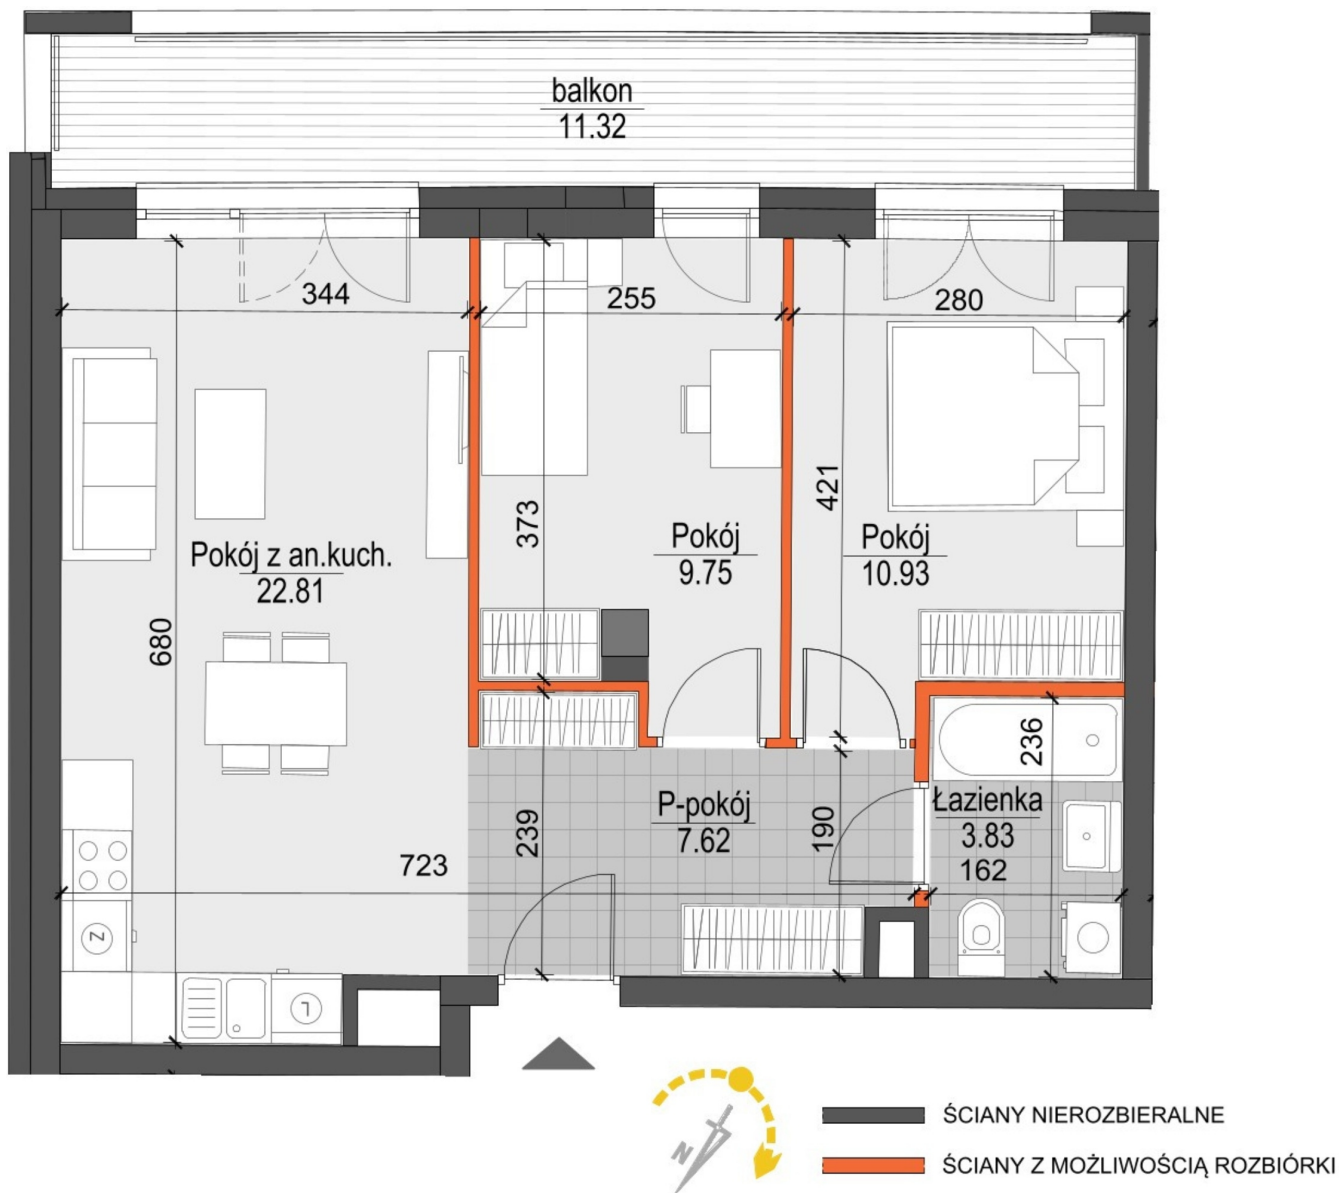 balkon
11.32
344
255
280
373
421
Pokój z an.kuch.
22.81
Pokój
9.75
Pokój
10.93
680
236
P-pokój
7.62
Łazienka
3.83
162
239
190
723
Z
L
N
ŚCIANY NIEROZBIERALNE
ŚCIANY Z MOŻLIWOŚCIĄ ROZBIÓRKI